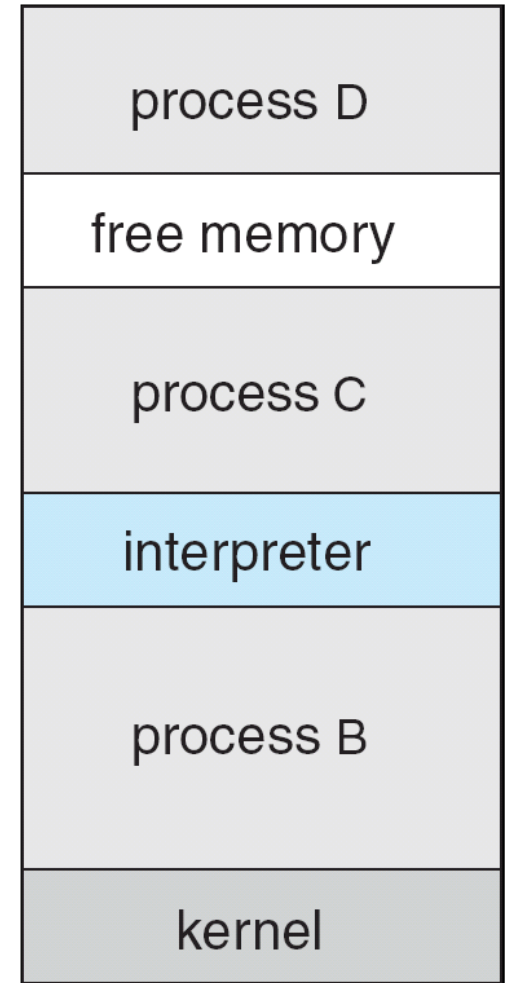 process D
free memory
process C
interpreter
process B
kernel